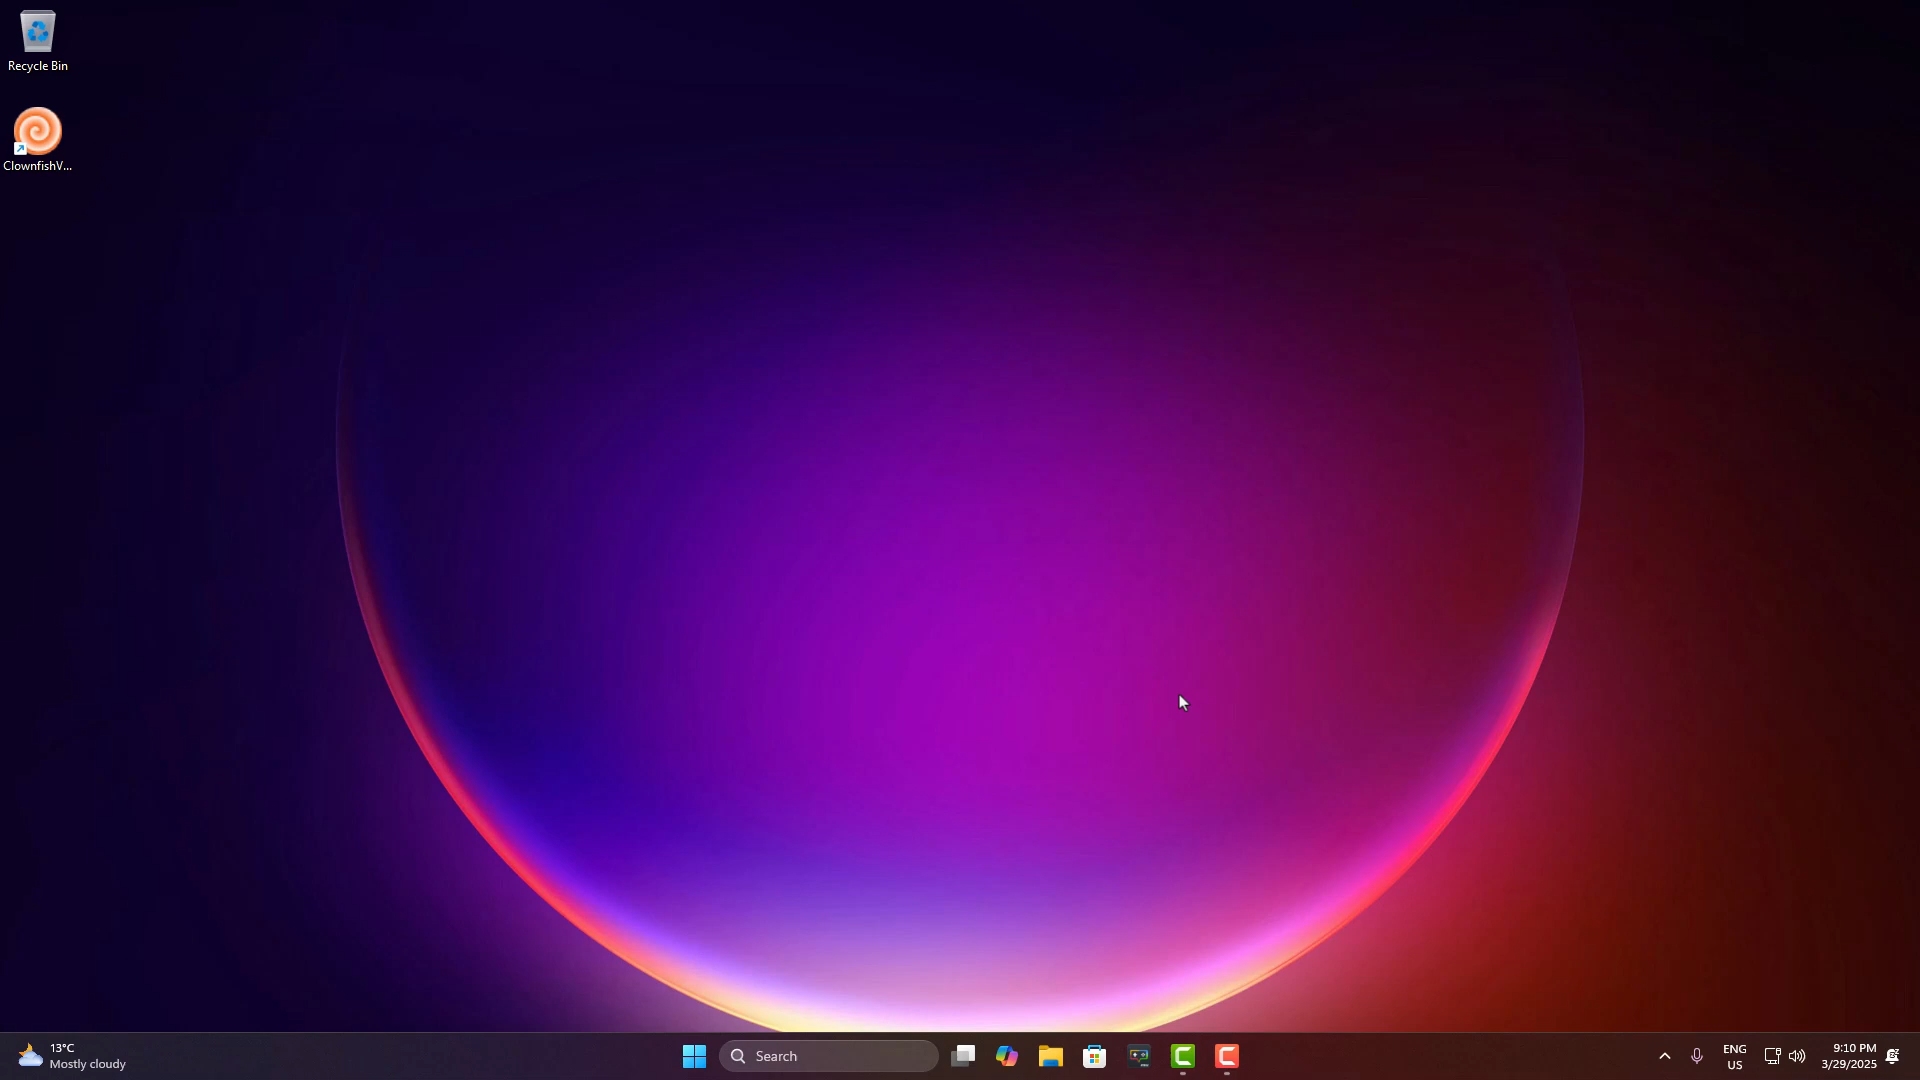 Recycle Bin
ClownfishV...
13°C
Mostly cloudy
Search
ENG
US
9:10 PM
3/29/2025